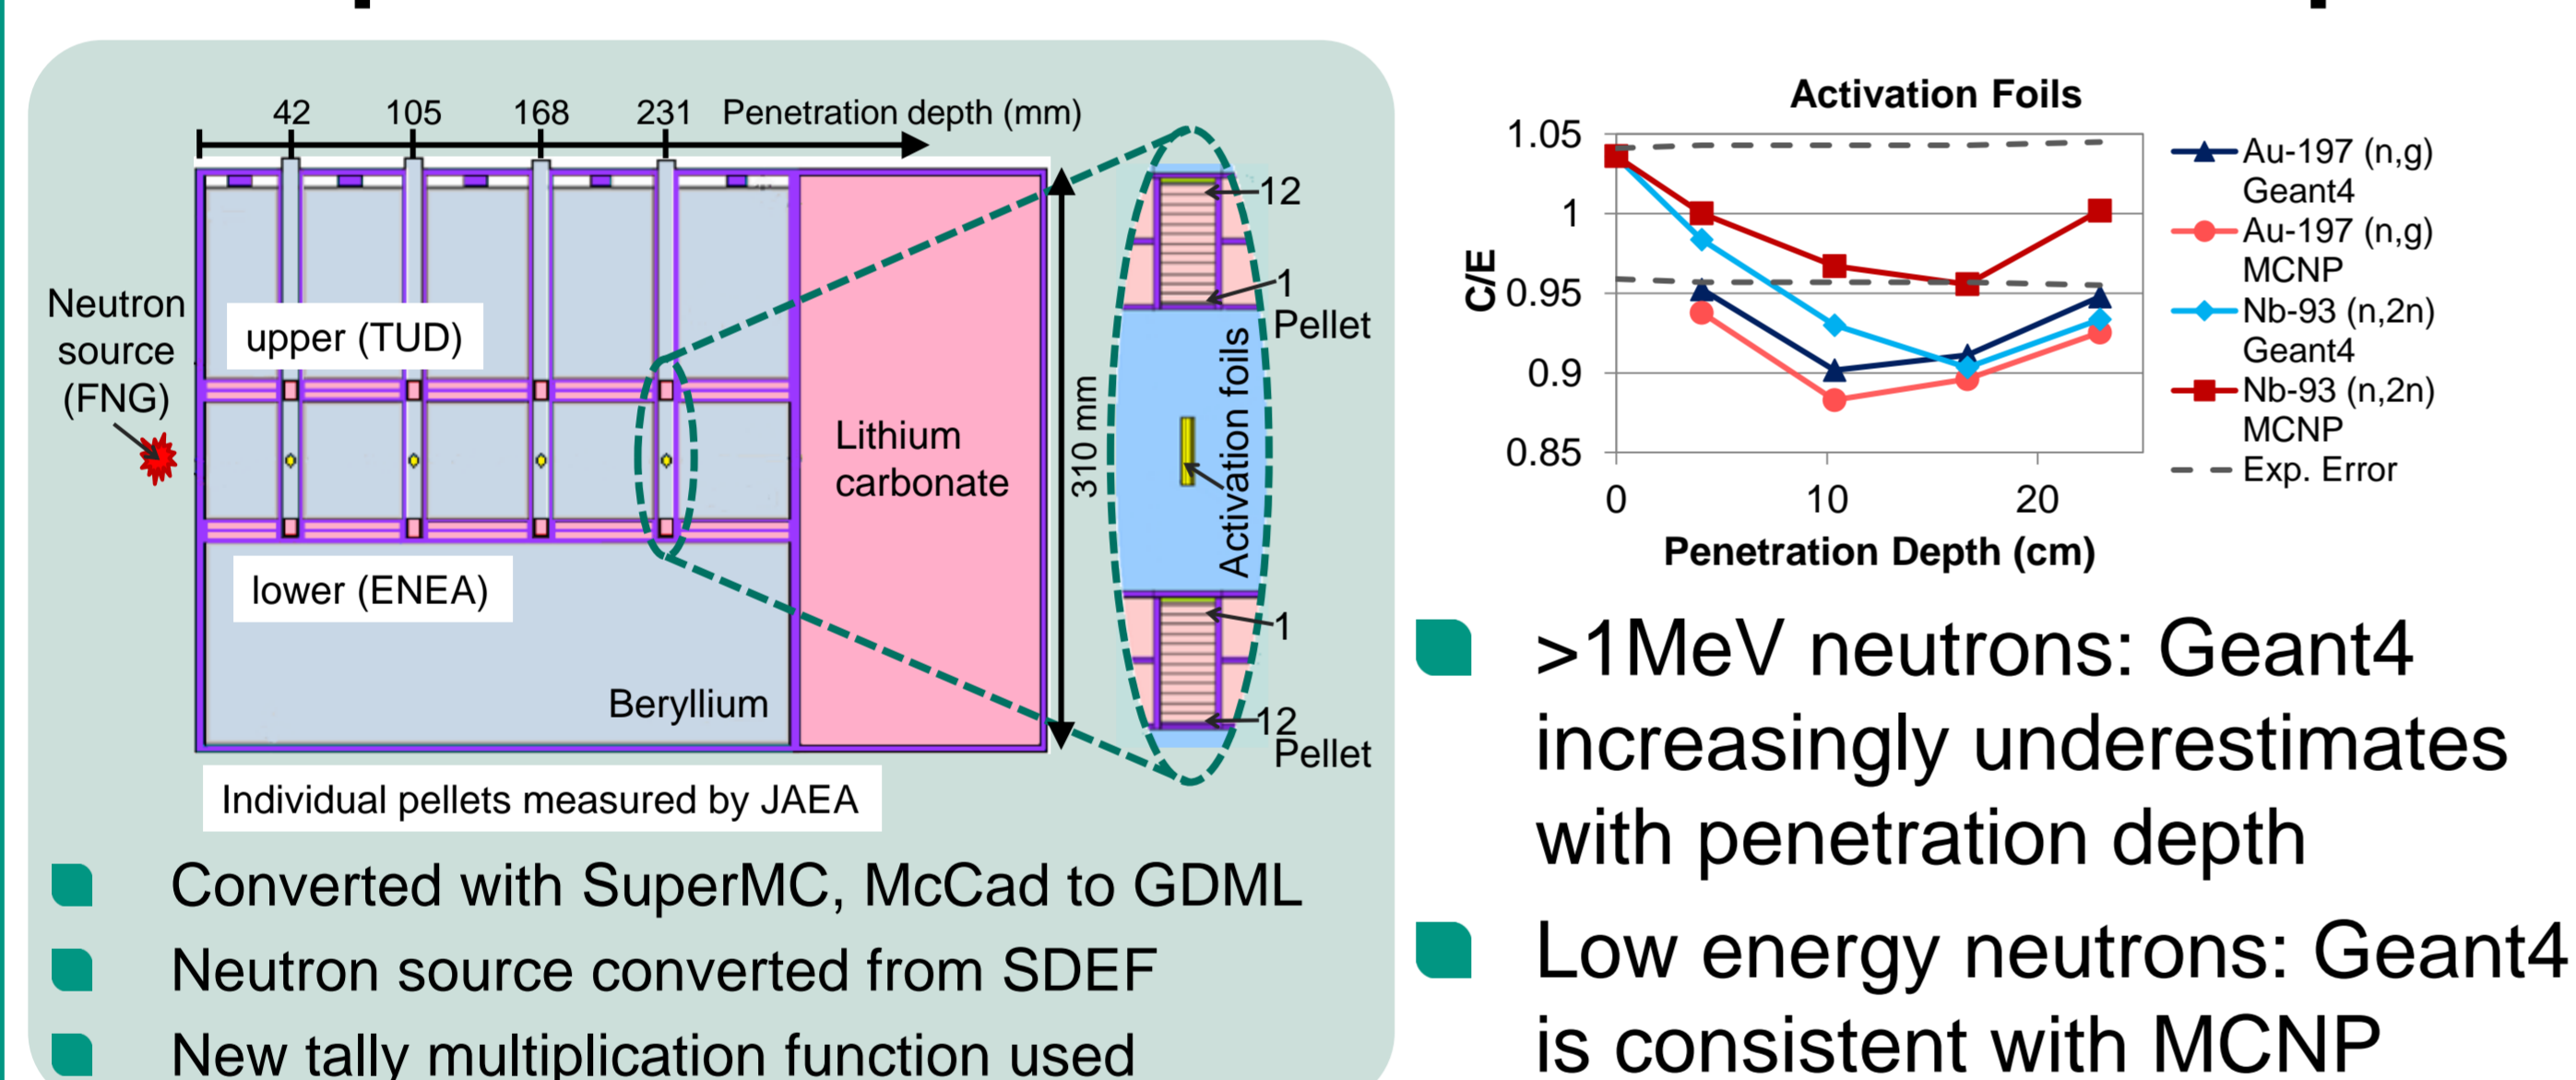 42 105 168 231 Penetration depth (mm)
Neutron
source
(FNG)
upper (TUD)
lower (ENEA)
Beryllium
Lithium
carbonate
310 mm
12
1
Pellet
Activation foils
1
12
Pellet
Individual pellets measured by JAEA
Converted with SuperMC, McCad to GDML
Neutron source converted from SDEF
New tally multiplication function used
Activation Foils
C/E
1.05
1
0.95
0.9
0.85
0 10 20
Penetration Depth (cm)
Au-197 (n,g)
Geant4
Au-197 (n,g)
MCNP
Nb-93 (n,2n)
Geant4
Nb-93 (n,2n)
MCNP
Exp. Error
>1MeV neutrons: Geant4
increasingly underestimates
with penetration depth
Low energy neutrons: Geant4
is consistent with MCNP